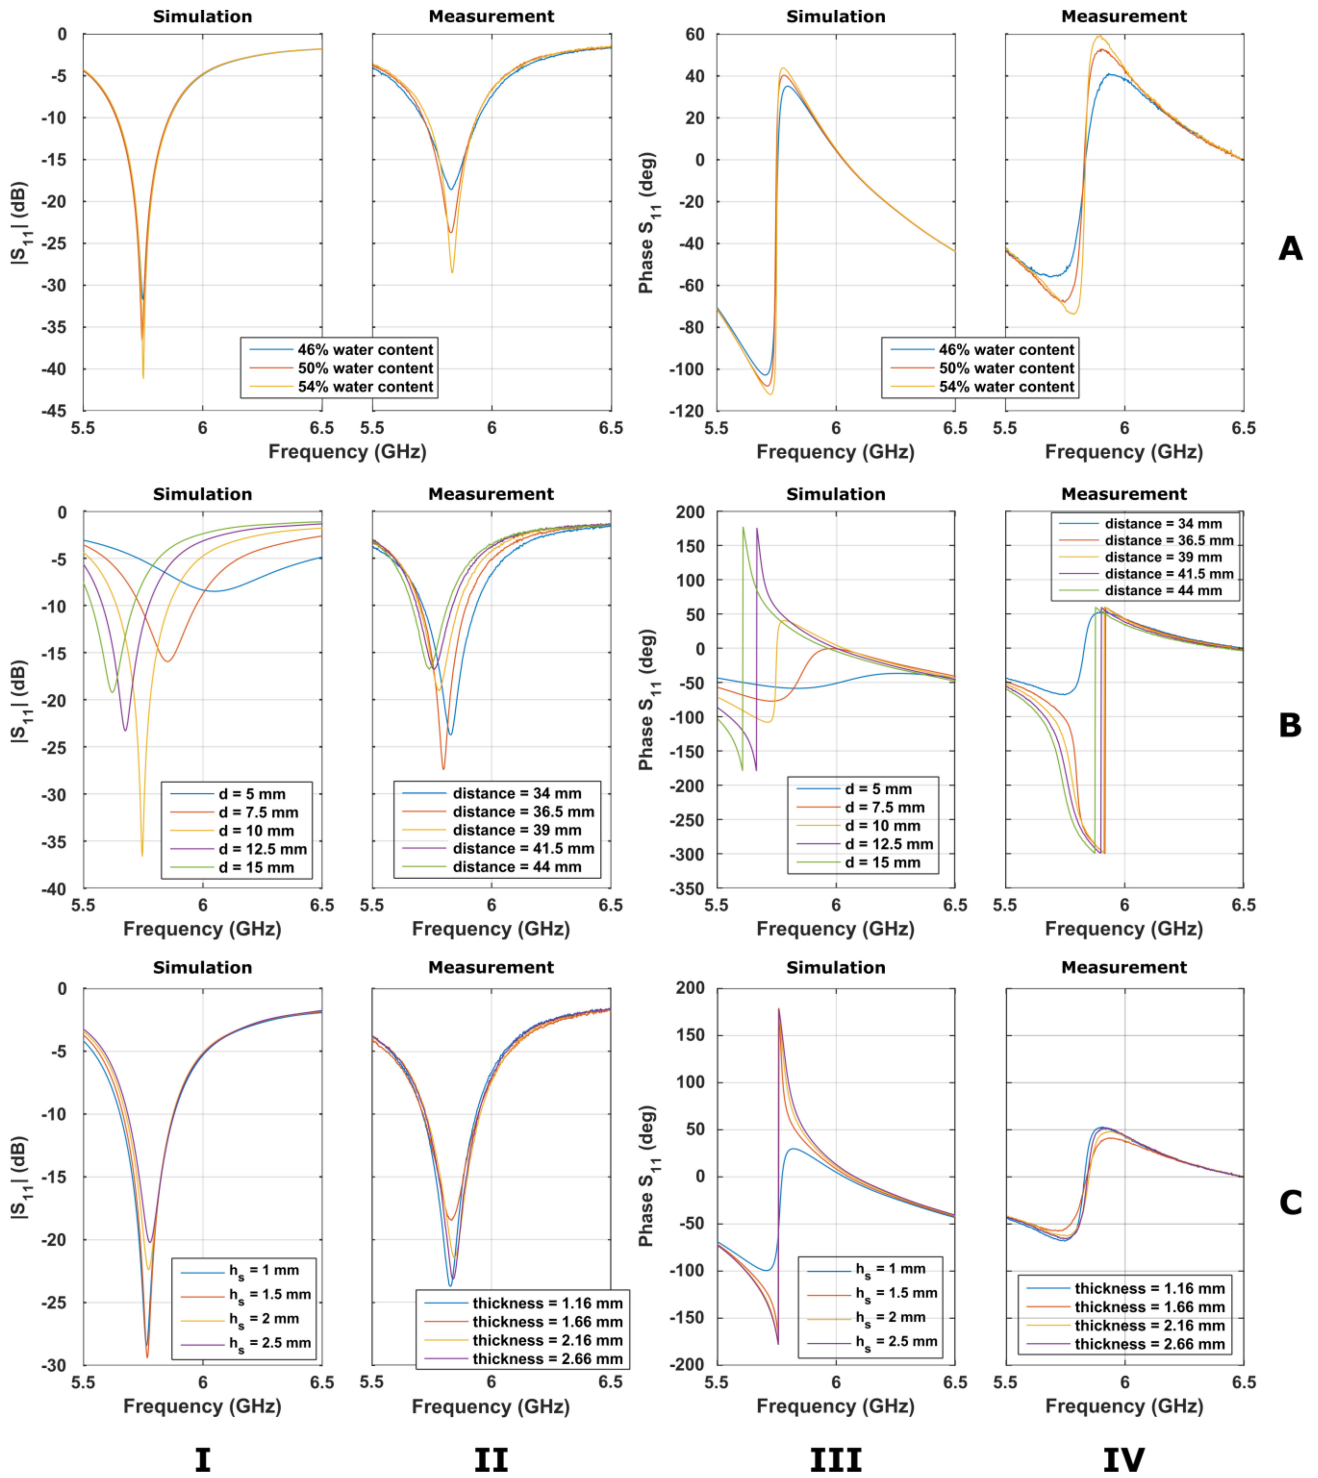 Simulation Measurement Simulation Measurement
0 60
-5 40
-10 20
-15 0
-20 -20
-25 -40
-30 -60
-35 -80
-40 -100
-45 -120
|S11| (dB)
Phase S11 (deg)
46% water content
50% water content
54% water content
46% water content
50% water content
54% water content
5.5 6 6.5 5.5 6 6.5 5.5 6 6.5 5.5 6 6.5
Frequency (GHz) Frequency (GHz)
A
Simulation Measurement Simulation Measurement
0 200
-5 150
-10 100
-15 50
-20 0
-25 -50
-30 -100
-35 -150
-40 -200
-250
-300
-350
|S11| (dB)
Phase S11 (deg)
d = 5 mm
d = 7.5 mm
d = 10 mm
d = 12.5 mm
d = 15 mm
distance = 34 mm
distance = 36.5 mm
distance = 39 mm
distance = 41.5 mm
distance = 44 mm
d = 5 mm
d = 7.5 mm
d = 10 mm
d = 12.5 mm
d = 15 mm
distance = 34 mm
distance = 36.5 mm
distance = 39 mm
distance = 41.5 mm
distance = 44 mm
5.5 6 6.5 5.5 6 6.5 5.5 6 6.5 5.5 6 6.5
Frequency (GHz) Frequency (GHz) Frequency (GHz) Frequency (GHz)
B
Simulation Measurement Simulation Measurement
0 200
-5 150
-10 100
-15 50
-20 0
-25 -50
-30 -100
-150
-200
|S11| (dB)
Phase S11 (deg)
hs = 1 mm
hs = 1.5 mm
hs = 2 mm
hs = 2.5 mm
thickness = 1.16 mm
thickness = 1.66 mm
thickness = 2.16 mm
thickness = 2.66 mm
hs = 1 mm
hs = 1.5 mm
hs = 2 mm
hs = 2.5 mm
thickness = 1.16 mm
thickness = 1.66 mm
thickness = 2.16 mm
thickness = 2.66 mm
5.5 6 6.5 5.5 6 6.5 5.5 6 6.5 5.5 6 6.5
Frequency (GHz) Frequency (GHz) Frequency (GHz) Frequency (GHz)
C
I II III IV